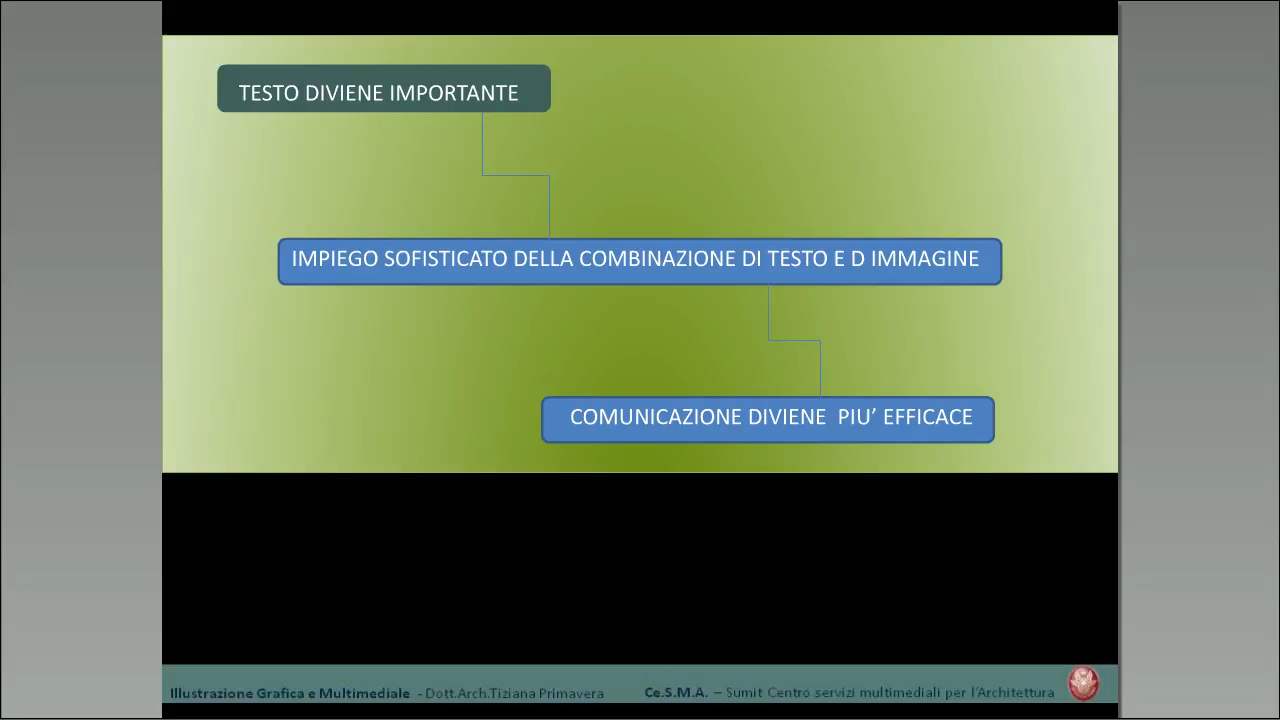 TESTO DIVIENE IMPORTANTE
IMPIEGO SOFISTICATO DELLA COMBINAZIONE DI TESTO E D IMMAGINE
COMUNICAZIONE DIVIENE PIU’ EFFICACE
Illustrazione Grafica e Multimediale - Dott.Arch.Tiziana Primavera
Ce.S.M.A. – Sumit Centro servizi multimediali per l’Architettura